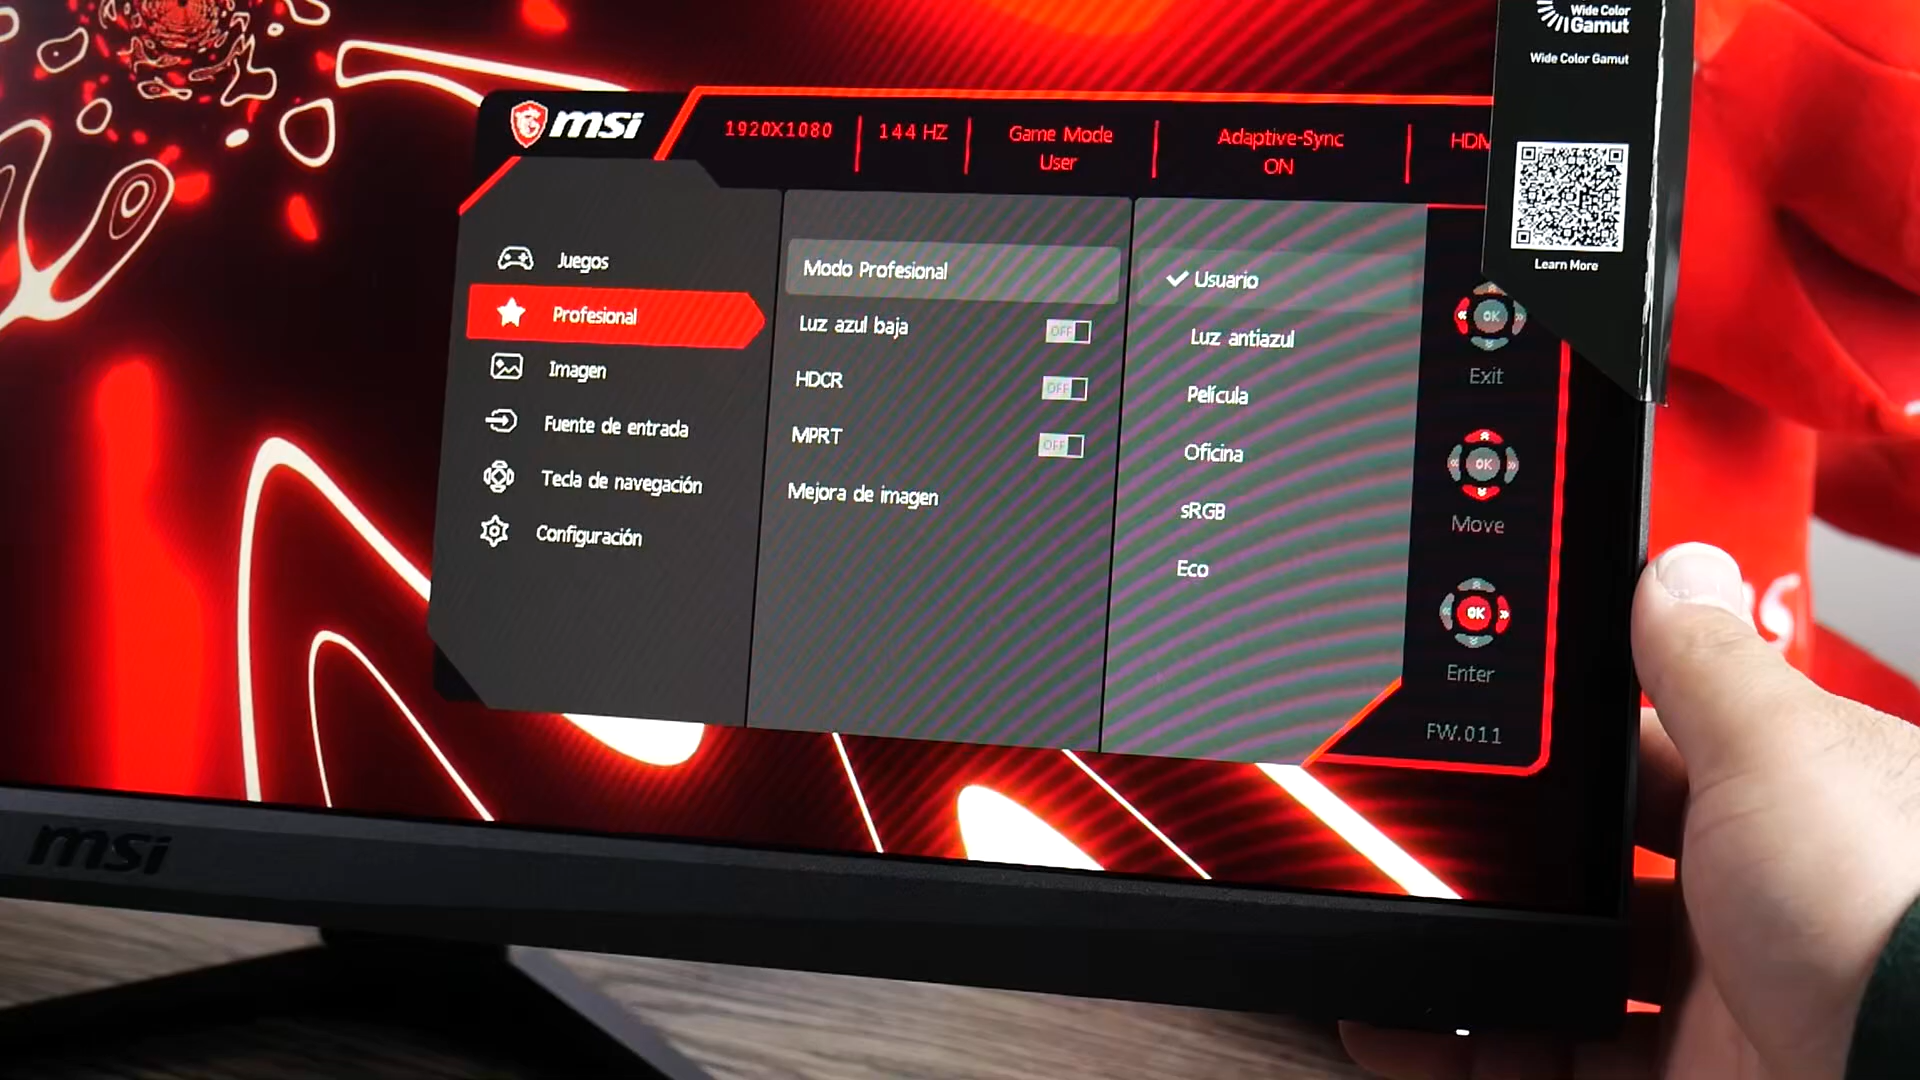 Wide Color
Gamut
Wide Color Gamut
Learn More
msi
1920X1080
144 HZ
Game Mode
User
Adaptive-Sync
ON
Juegos
Profesional
Imagen
Fuente de entrada
Tecla de navegación
Configuración
Modo Profesional
Luz azul baja
OFF
HDCR
OFF
MPRT
OFF
Mejora de imagen
Usuario
Luz antiazul
Película
Oficina
sRGB
Eco
OK
Exit
OK
Move
OK
Enter
FW.011
msi